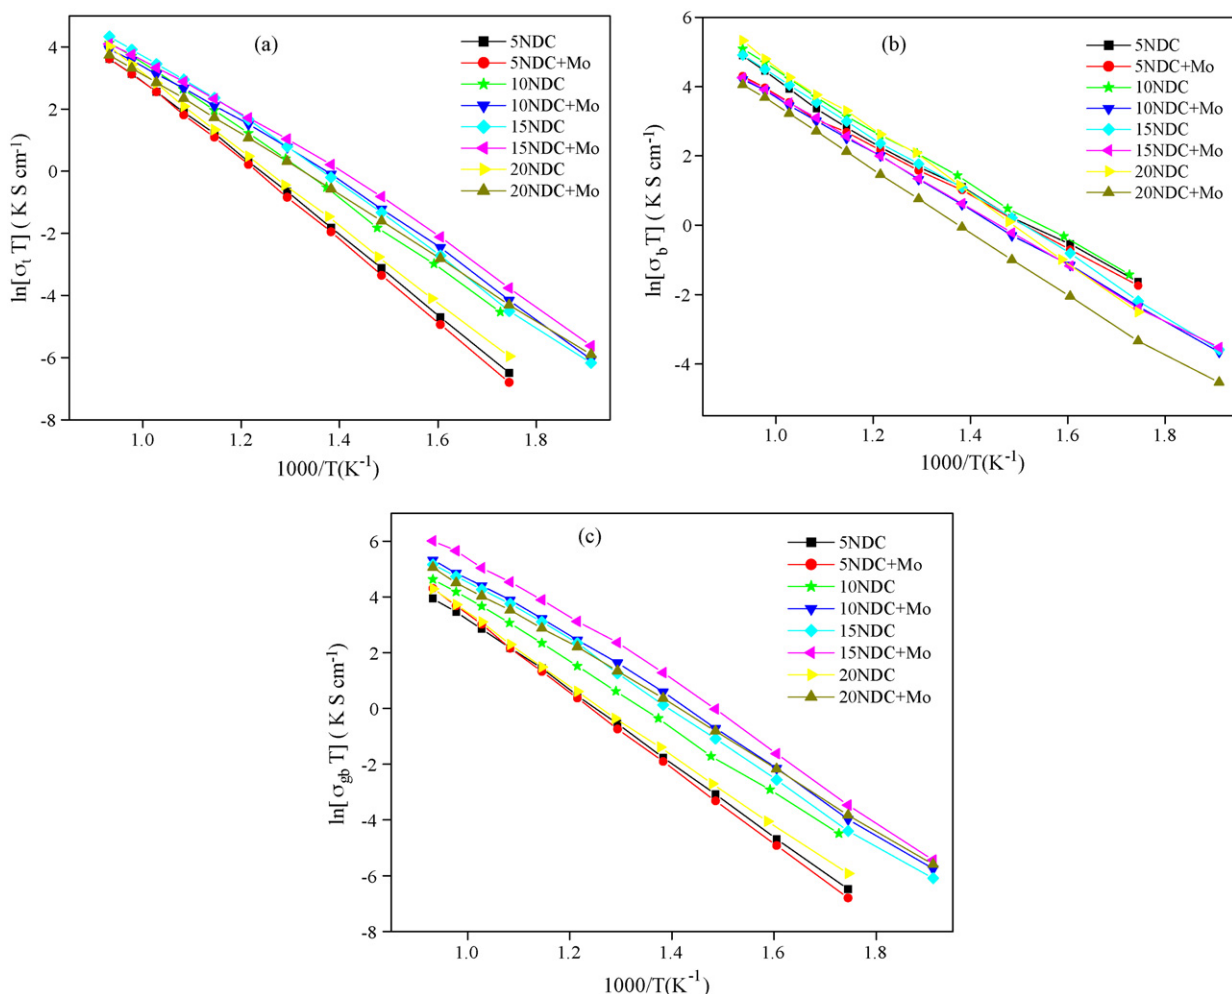 (a)
5NDC
5NDC+Mo
10NDC
10NDC+Mo
15NDC
15NDC+Mo
20NDC
20NDC+Mo
4
2
0
-2
-4
-6
-8
ln[σₜ T] ( K S cm⁻¹)
1.0 1.2 1.4 1.6 1.8
1000/T(K⁻¹)
(b)
5NDC
5NDC+Mo
10NDC
10NDC+Mo
15NDC
15NDC+Mo
20NDC
20NDC+Mo
6
4
2
0
-2
-4
ln[σ_b T] ( K S cm⁻¹)
1.0 1.2 1.4 1.6 1.8
1000/T(K⁻¹)
(c)
5NDC
5NDC+Mo
10NDC
10NDC+Mo
15NDC
15NDC+Mo
20NDC
20NDC+Mo
6
4
2
0
-2
-4
-6
-8
ln[σ_gb T] ( K S cm⁻¹)
1.0 1.2 1.4 1.6 1.8
1000/T(K⁻¹)